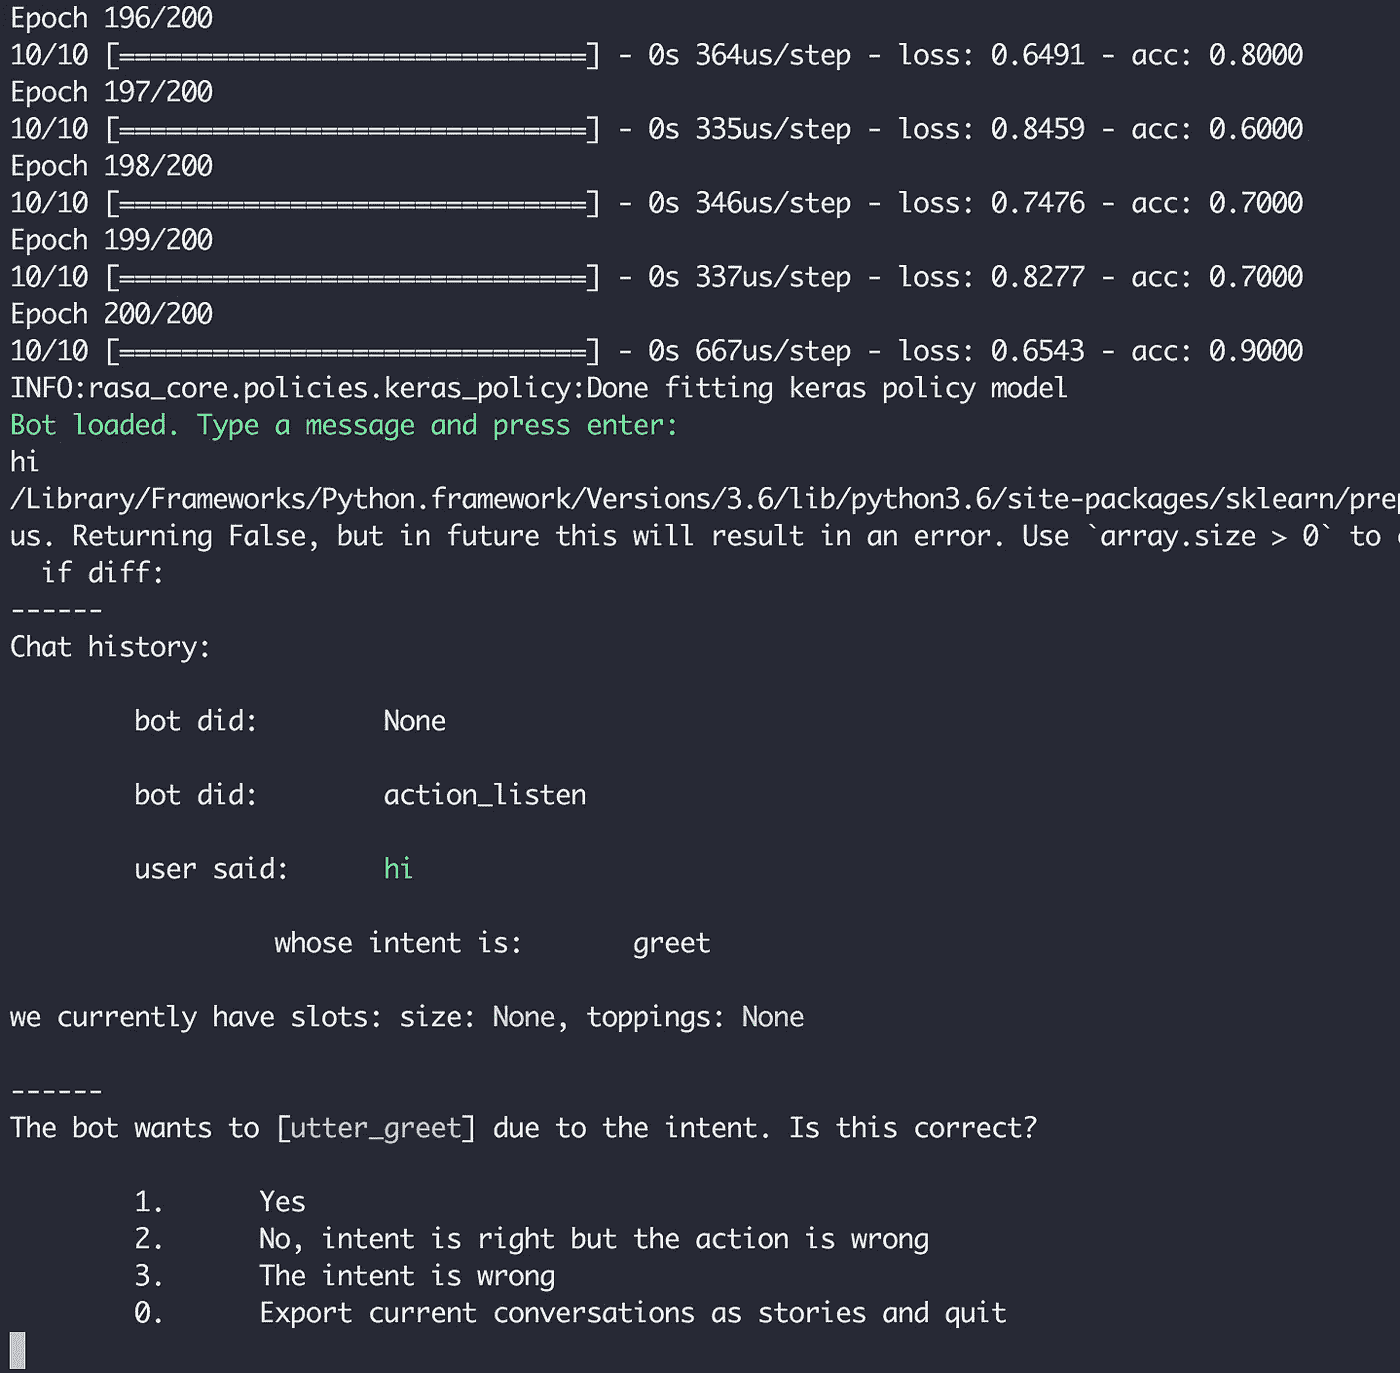 Epoch 196/200
10/10 [==============================] - 0s 364us/step - loss: 0.6491 - acc: 0.8000
Epoch 197/200
10/10 [==============================] - 0s 335us/step - loss: 0.8459 - acc: 0.6000
Epoch 198/200
10/10 [==============================] - 0s 346us/step - loss: 0.7476 - acc: 0.7000
Epoch 199/200
10/10 [==============================] - 0s 337us/step - loss: 0.8277 - acc: 0.7000
Epoch 200/200
10/10 [==============================] - 0s 667us/step - loss: 0.6543 - acc: 0.9000
INFO:rasa_core.policies.keras_policy:Done fitting keras policy model
Bot loaded. Type a message and press enter:
hi
/Library/Frameworks/Python.framework/Versions/3.6/lib/python3.6/site-packages/sklearn/prep
us. Returning False, but in future this will result in an error. Use `array.size > 0` to
if diff:
------
Chat history:
bot did: None
bot did: action_listen
user said: hi
whose intent is: greet
we currently have slots: size: None, toppings: None
------
The bot wants to [utter_greet] due to the intent. Is this correct?
1. Yes
2. No, intent is right but the action is wrong
3. The intent is wrong
0. Export current conversations as stories and quit